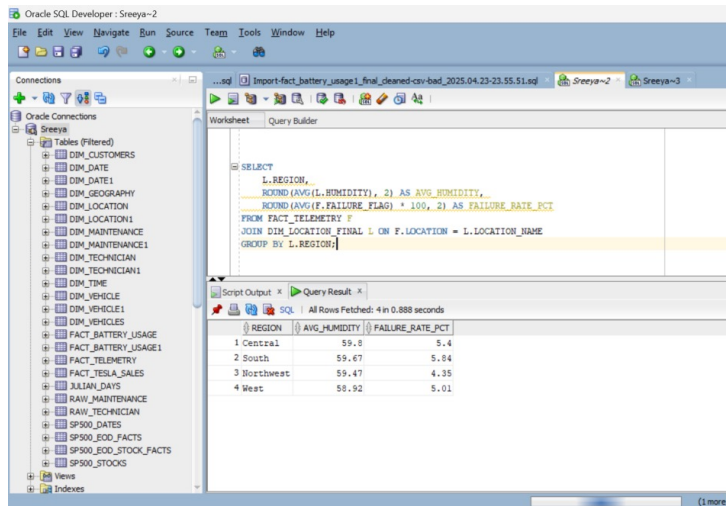 Oracle SQL Developer : Sreeya~2
File Edit View Navigate Run Source Team Tools Window Help
Connections
Oracle Connections
Sreeya
Tables (Filtered)
DIM_CUSTOMERS
DIM_DATE
DIM_DATE1
DIM_GEOGRAPHY
DIM_LOCATION
DIM_LOCATION1
DIM_MAINTENANCE
DIM_MAINTENANCE1
DIM_TECHNICIAN
DIM_TECHNICIAN1
DIM_TIME
DIM_VEHICLE
DIM_VEHICLE1
DIM_VEHICLES
FACT_BATTERY_USAGE
FACT_BATTERY_USAGE1
FACT_TELEMETRY
FACT_TESLA_SALES
JULIAN_DAYS
RAW_MAINTENANCE
RAW_TECHNICIAN
SP500_DATES
SP500_EOD_FACTS
SP500_EOD_STOCK_FACTS
SP500_STOCKS
Views
Indexes
...sql Import-fact_battery_usage1_final_cleaned-csv-bad_2025.04.23-23.55.51.sql Sreeya~2 Sreeya~3
Worksheet Query Builder
SELECT
L.REGION,
ROUND(AVG(L.HUMIDITY), 2) AS AVG_HUMIDITY,
ROUND(AVG(F.FAILURE_FLAG) * 100, 2) AS FAILURE_RATE_PCT
FROM FACT_TELEMETRY F
JOIN DIM_LOCATION_FINAL L ON F.LOCATION = L.LOCATION_NAME
GROUP BY L.REGION;
Script Output x Query Result x
SQL | All Rows Fetched: 4 in 0.888 seconds
REGION AVG_HUMIDITY FAILURE_RATE_PCT
1 Central 59.8 5.4
2 South 59.67 5.84
3 Northwest 59.47 4.35
4 West 58.92 5.01
(1 more